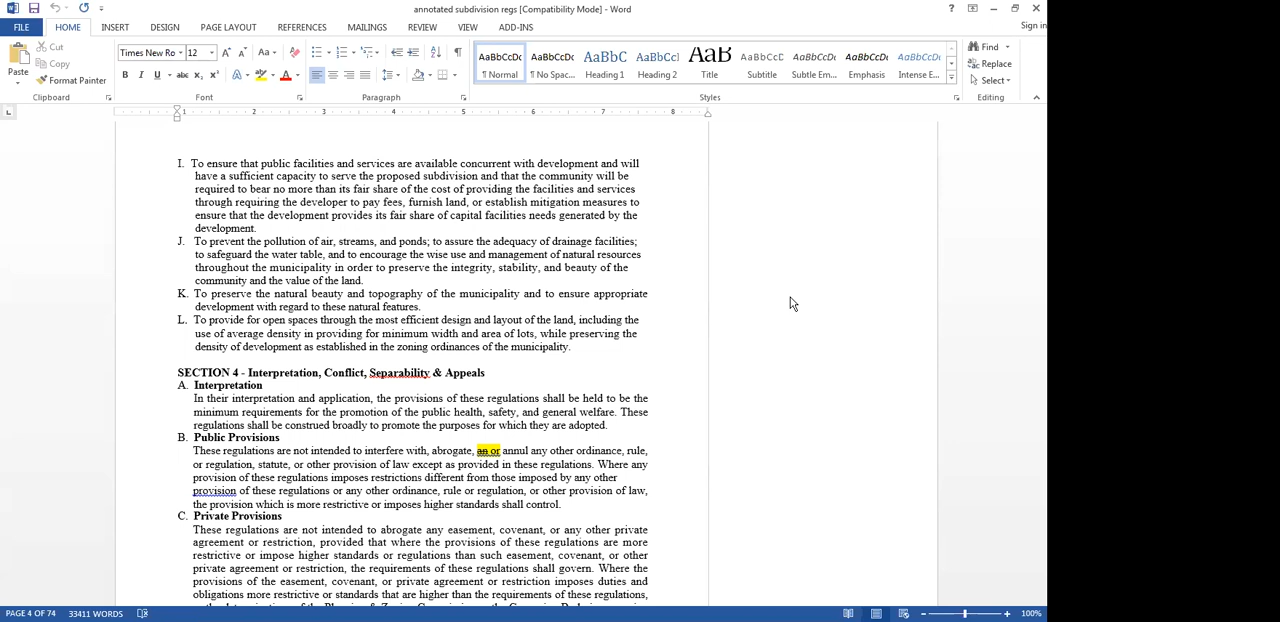 annotated subdivision regs [Compatibility Mode] - Word
Sign in
FILE HOME INSERT DESIGN PAGE LAYOUT REFERENCES MAILINGS REVIEW VIEW ADD-INS
Cut
Copy
Format Painter
Paste
Times New Ro 12
AaBbCcDc AaBbCcDc AaBbC AaBbCc AaB AaBbCcC AaBbCcDc AaBbCcDc AaBbCcDc
¶ Normal ¶ No Spac... Heading 1 Heading 2 Title Subtitle Subtle Em... Emphasis Intense E...
Find
Replace
Select
Clipboard Font Paragraph Styles Editing
1 2 3 4 5 6 7 8
I. To ensure that public facilities and services are available concurrent with development and will
have a sufficient capacity to serve the proposed subdivision and that the community will be
required to bear no more than its fair share of the cost of providing the facilities and services
through requiring the developer to pay fees, furnish land, or establish mitigation measures to
ensure that the development provides its fair share of capital facilities needs generated by the
development.
J. To prevent the pollution of air, streams, and ponds; to assure the adequacy of drainage facilities;
to safeguard the water table, and to encourage the wise use and management of natural resources
throughout the municipality in order to preserve the integrity, stability, and beauty of the
community and the value of the land.
K. To preserve the natural beauty and topography of the municipality and to ensure appropriate
development with regard to these natural features.
L. To provide for open spaces through the most efficient design and layout of the land, including the
use of average density in providing for minimum width and area of lots, while preserving the
density of development as established in the zoning ordinances of the municipality.
SECTION 4 - Interpretation, Conflict, Separability & Appeals
A. Interpretation
In their interpretation and application, the provisions of these regulations shall be held to be the
minimum requirements for the promotion of the public health, safety, and general welfare. These
regulations shall be construed broadly to promote the purposes for which they are adopted.
B. Public Provisions
These regulations are not intended to interfere with, abrogate, an or annul any other ordinance, rule,
or regulation, statute, or other provision of law except as provided in these regulations. Where any
provision of these regulations imposes restrictions different from those imposed by any other
provision of these regulations or any other ordinance, rule or regulation, or other provision of law,
the provision which is more restrictive or imposes higher standards shall control.
C. Private Provisions
These regulations are not intended to abrogate any easement, covenant, or any other private
agreement or restriction, provided that where the provisions of these regulations are more
restrictive or impose higher standards or regulations than such easement, covenant, or other
private agreement or restriction, the requirements of these regulations shall govern. Where the
provisions of the easement, covenant, or private agreement or restriction imposes duties and
obligations more restrictive or standards that are higher than the requirements of these regulations,
PAGE 4 OF 74 33411 WORDS 100%